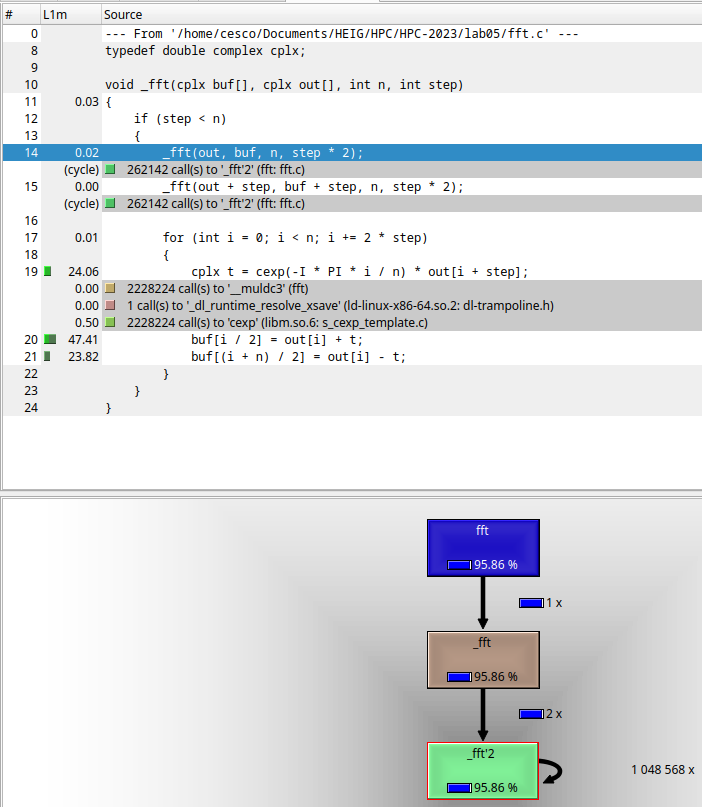 # L1m Source
0 --- From '/home/cesco/Documents/HEIG/HPC/HPC-2023/lab05/fft.c' ---
8 typedef double complex cplx;
9
10 void _fft(cplx buf[], cplx out[], int n, int step)
11 0.03 {
12 if (step < n)
13 {
14 0.02 _fft(out, buf, n, step * 2);
(cycle) 262142 call(s) to '_fft'2' (fft: fft.c)
15 0.00 _fft(out + step, buf + step, n, step * 2);
(cycle) 262142 call(s) to '_fft'2' (fft: fft.c)
16
17 0.01 for (int i = 0; i < n; i += 2 * step)
18 {
19 24.06 cplx t = cexp(-I * PI * i / n) * out[i + step];
0.00 2228224 call(s) to '__muldc3' (fft)
0.00 1 call(s) to '_dl_runtime_resolve_xsave' (ld-linux-x86-64.so.2: dl-trampoline.h)
0.50 2228224 call(s) to 'cexp' (libm.so.6: s_cexp_template.c)
20 47.41 buf[i / 2] = out[i] + t;
21 23.82 buf[(i + n) / 2] = out[i] - t;
22 }
23 }
24 }
fft
95.86 %
1 x
_fft
95.86 %
2 x
_fft'2
95.86 %
1 048 568 x